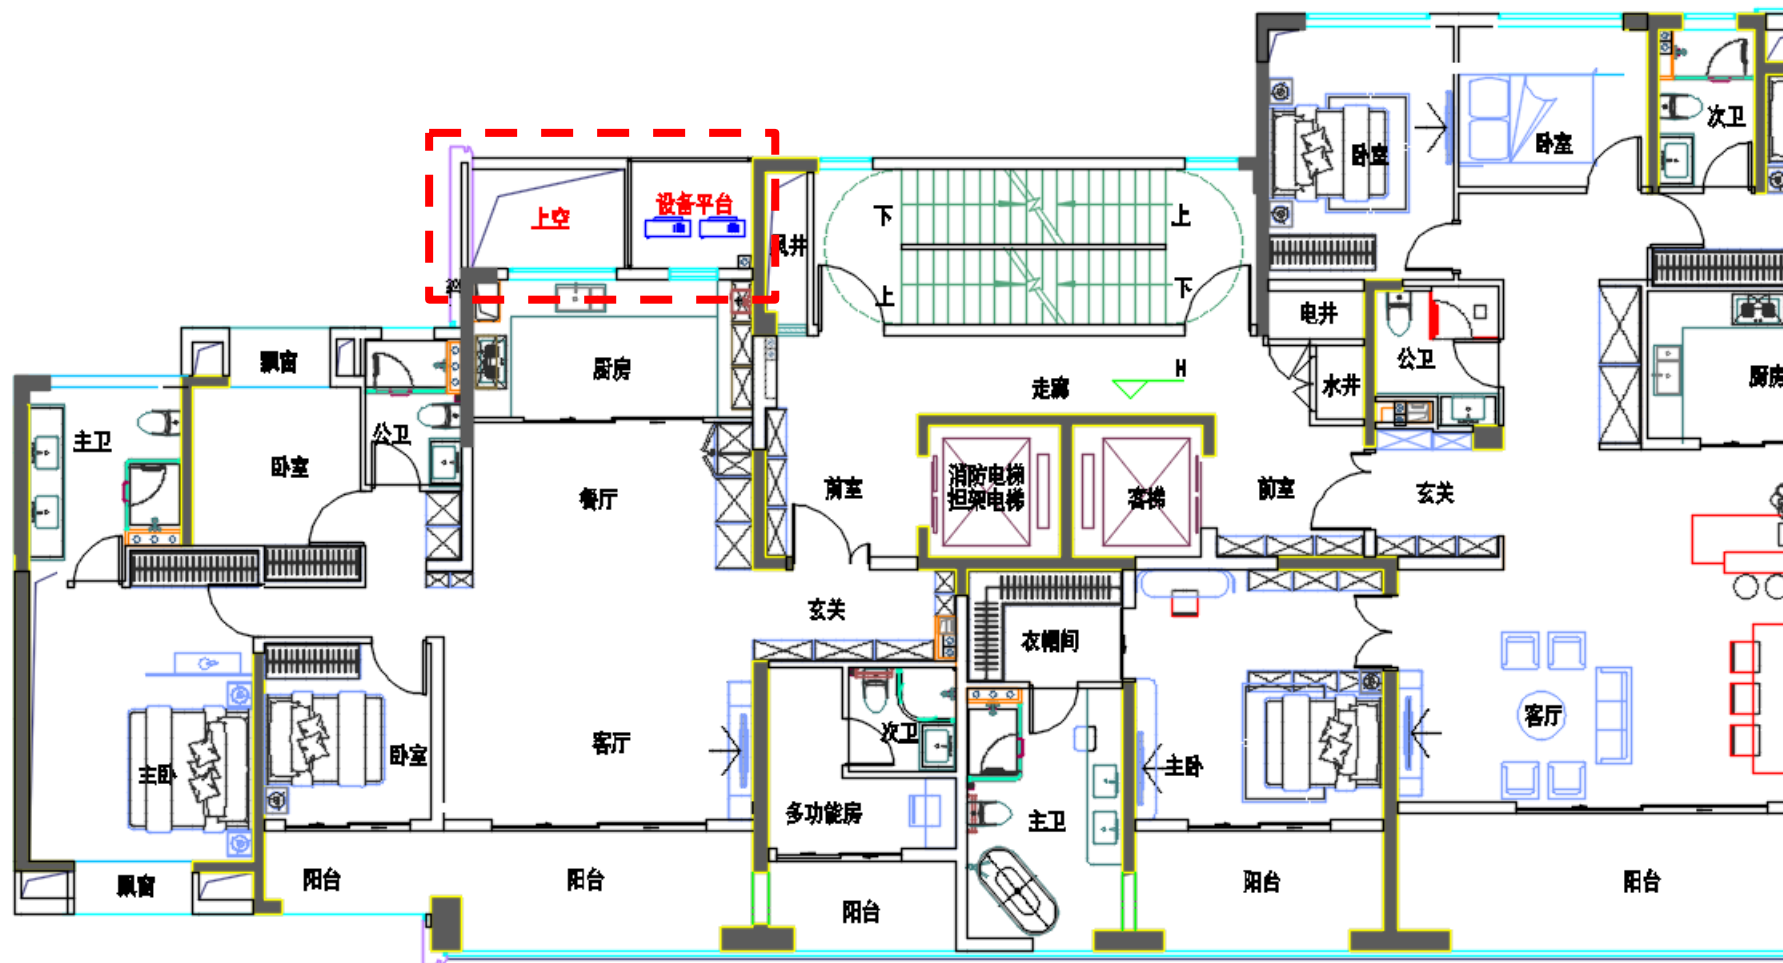 次卫
卧室
卧室
设备平台
上空
下
上
风井
上
下
电井
公卫
飘窗
厨房
走廊
H
水井
厨房
主卫
公卫
卧室
餐厅
前室
消防电梯
担架电梯
客梯
前室
玄关
玄关
衣帽间
客厅
次卫
客厅
卧室
主卧
主卧
多功能房
主卫
飘窗
阳台
阳台
阳台
阳台
阳台